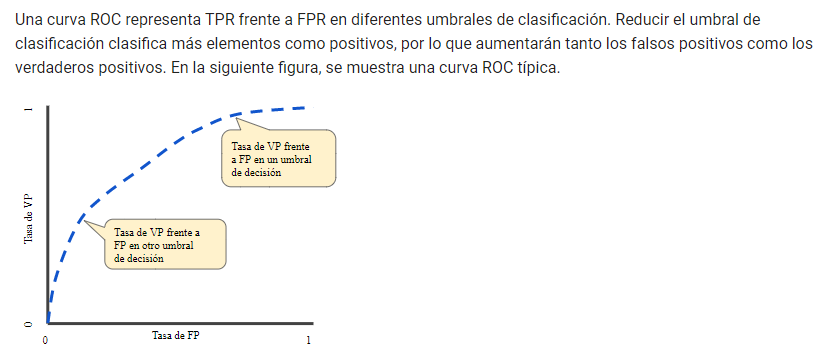 Una curva ROC representa TPR frente a FPR en diferentes umbrales de clasificación. Reducir el umbral de
clasificación clasifica más elementos como positivos, por lo que aumentarán tanto los falsos positivos como los
verdaderos positivos. En la siguiente figura, se muestra una curva ROC típica.
1
Tasa de VP frente
a FP en un umbral
de decisión
Tasa de VP
Tasa de VP frente a
FP en otro umbral
de decisión
0
0
Tasa de FP
1